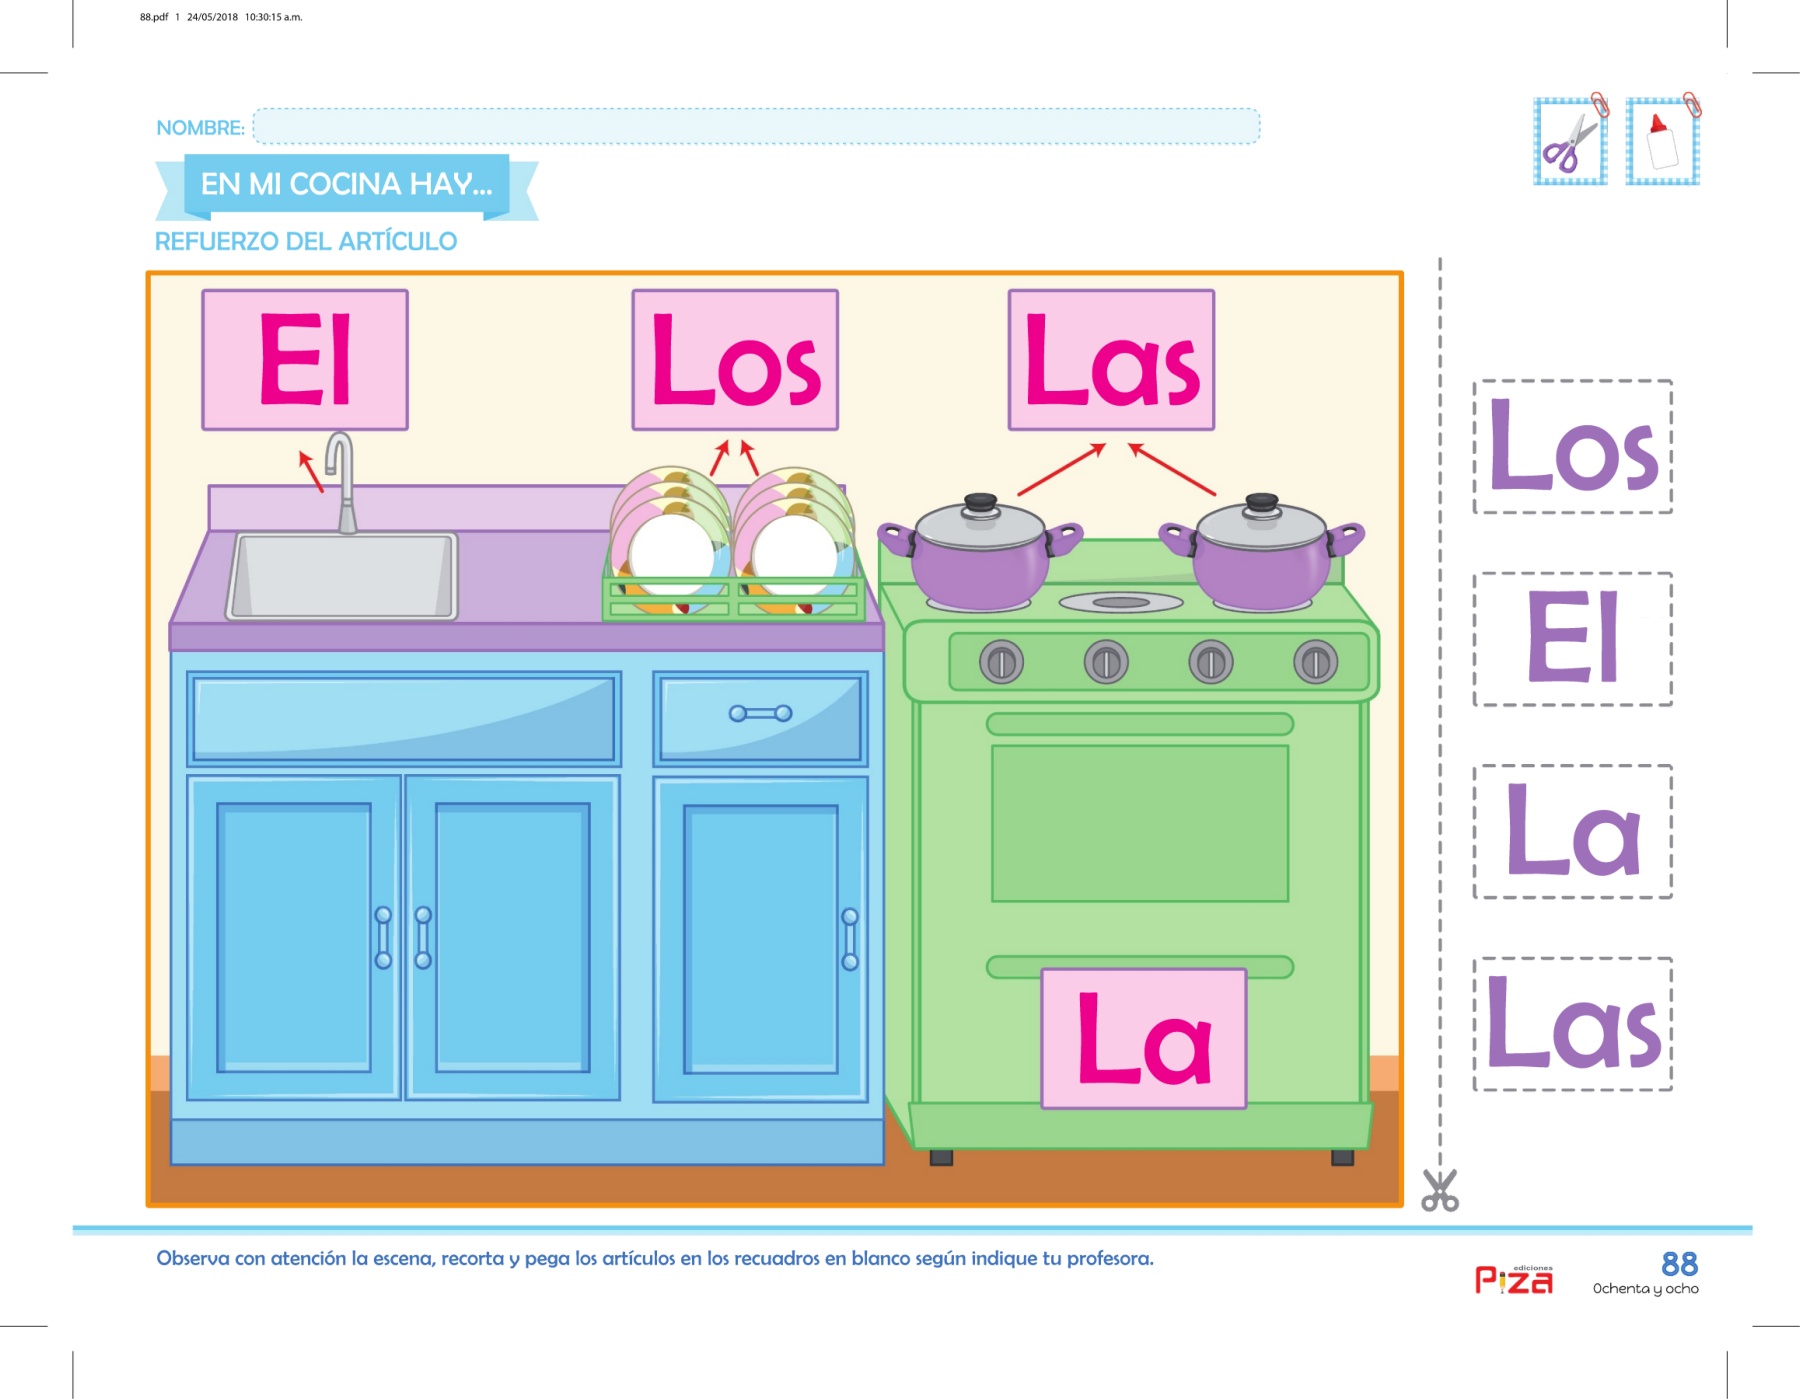 88.pdf 1 24/05/2018 10:30:15 a.m.
NOMBRE:
EN MI COCINA HAY...
REFUERZO DEL ARTÍCULO
El
Los
Las
La
Los
El
La
Las
Observa con atención la escena, recorta y pega los artículos en los recuadros en blanco según indique tu profesora.
ediciones
Piza
88
Ochenta y ocho